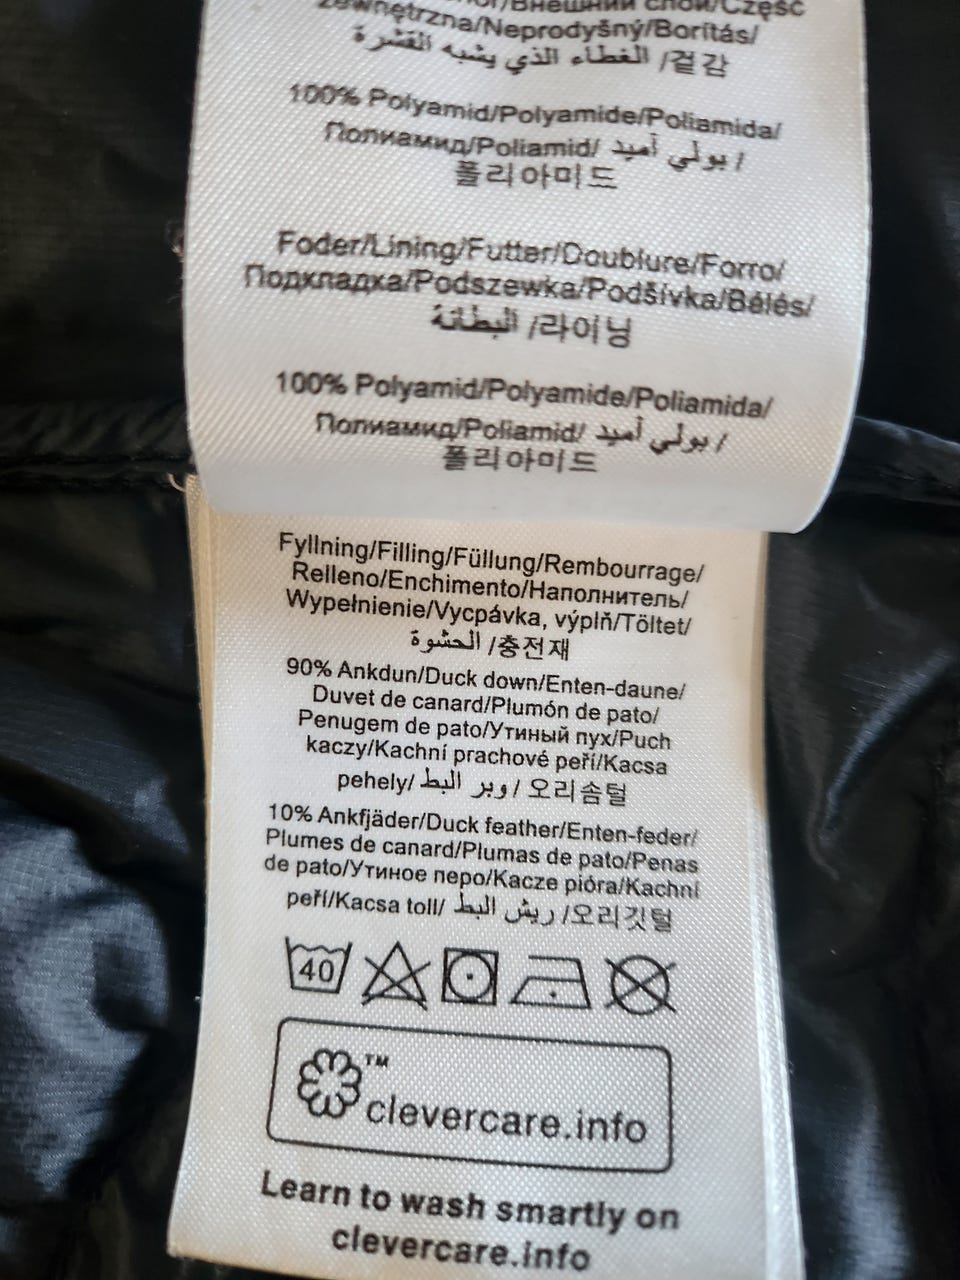 Внешний слой/Część
zewnętrzna/Neprodyšný/Borítás/
الغطاء الذي يشبه القشرة /겉감
100% Polyamid/Polyamide/Poliamida/
Полиамид/Poliamid/ بولي أميد /
폴리아미드
Foder/Lining/Futter/Doublure/Forro/
Подкладка/Podszewka/Podšívka/Bélés/
البطانة /라이닝
100% Polyamid/Polyamide/Poliamida/
Полиамид/Poliamid/ بولي أميد /
폴리아미드
Fyllning/Filling/Füllung/Rembourrage/
Relleno/Enchimento/Наполнитель/
Wypełnienie/Vycpávka, výplň/Töltet/
الحشوة /충전재
90% Ankdun/Duck down/Enten-daune/
Duvet de canard/Plumón de pato/
Penugem de pato/Утиный пух/Puch
kaczy/Kachní prachové peří/Kacsa
pehely/ وبر البط / 오리솜털
10% Ankfjäder/Duck feather/Enten-feder/
Plumes de canard/Plumas de pato/Penas
de pato/Утиное перо/Kacze pióra/Kachní
peří/Kacsa toll/ ريش البط /오리깃털
40
TM
clevercare.info
Learn to wash smartly on
clevercare.info